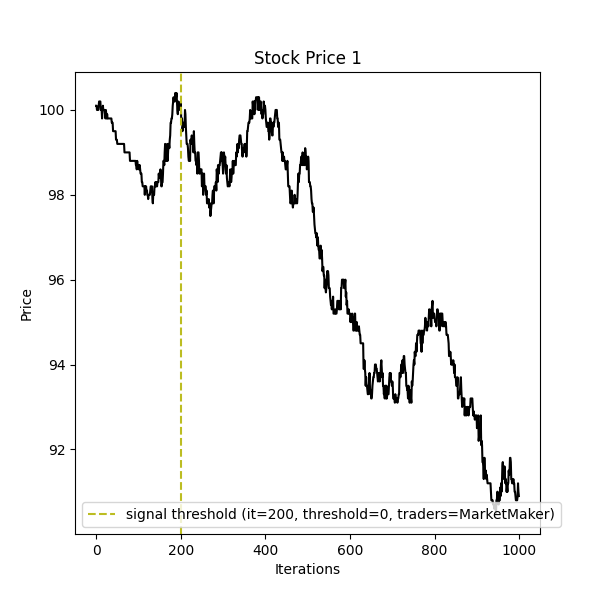 Stock Price 1
100
98
96
94
92
Price
signal threshold (it=200, threshold=0, traders=MarketMaker)
0
200
400
600
800
1000
Iterations